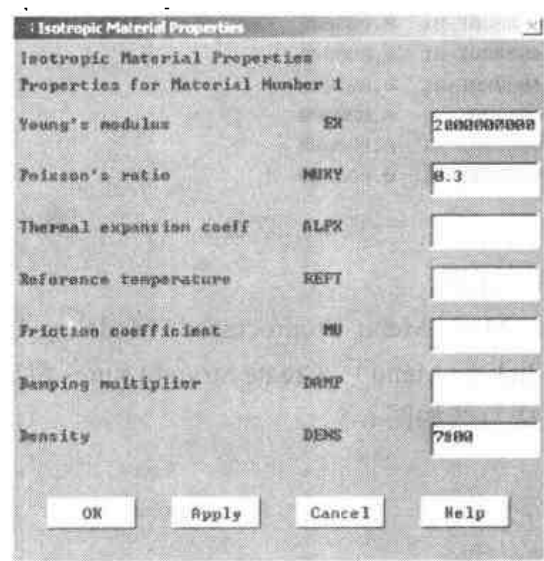 Isotropic Material Properties
Isotropic Material Properties
Properties for Material Number 1
Young's modulus EX 2000000000
Poisson's ratio NUXY 0.3
Thermal expansion coeff ALPX
Reference temperature REFT
Friction coefficient MU
Damping multiplier DAMP
Density DENS 7800
OK Apply Cancel Help